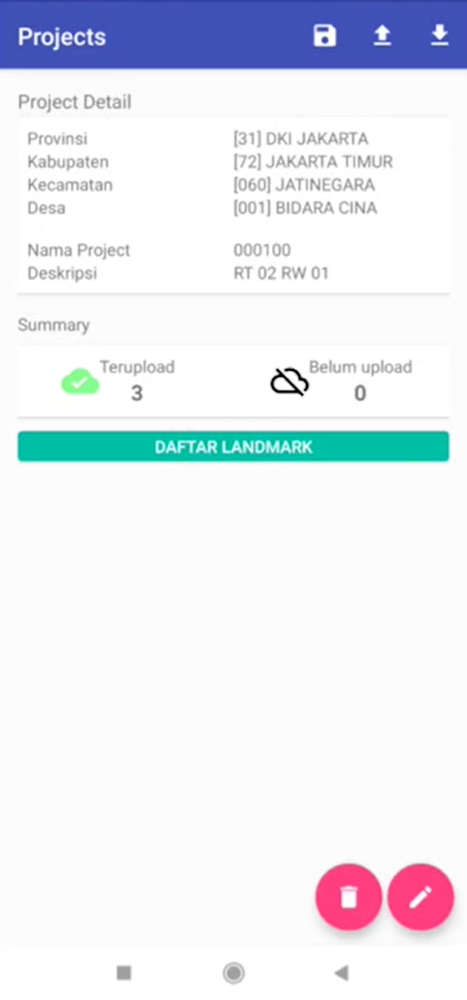 Projects
Project Detail
Provinsi [31] DKI JAKARTA
Kabupaten [72] JAKARTA TIMUR
Kecamatan [060] JATINEGARA
Desa [001] BIDARA CINA
Nama Project 000100
Deskripsi RT 02 RW 01
Summary
Terupload Belum upload
3 0
DAFTAR LANDMARK